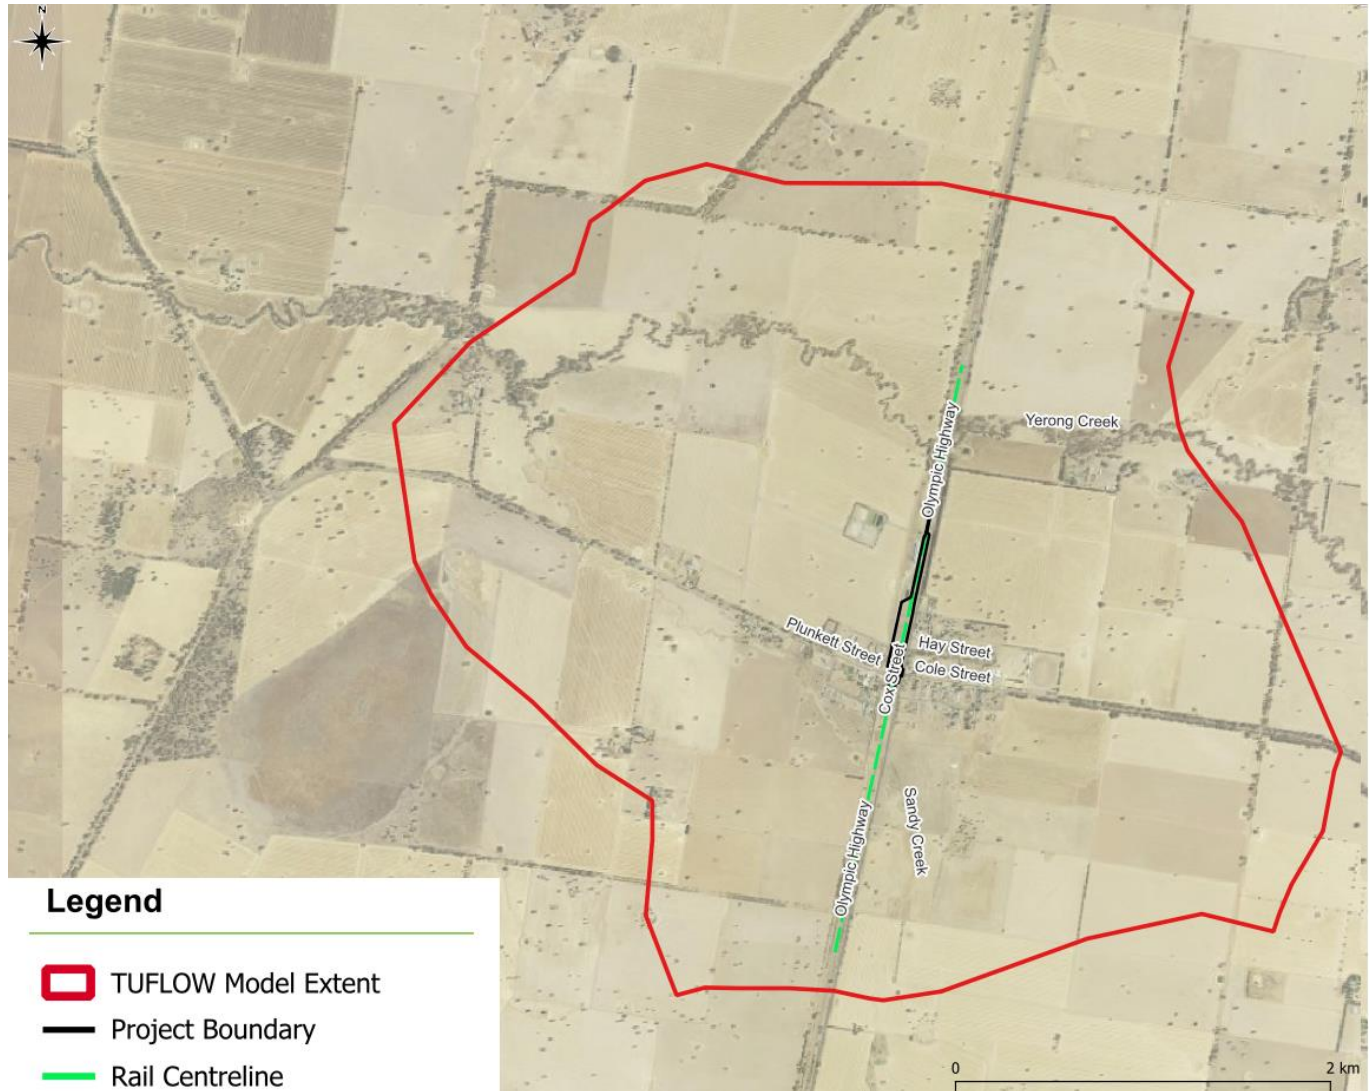 N
Yerong Creek
Olympic Highway
Plunkett Street
Hay Street
Cole Street
Cox Street
Sandy Creek
Olympic Highway
Legend
TUFLOW Model Extent
Project Boundary
Rail Centreline
0 2 km